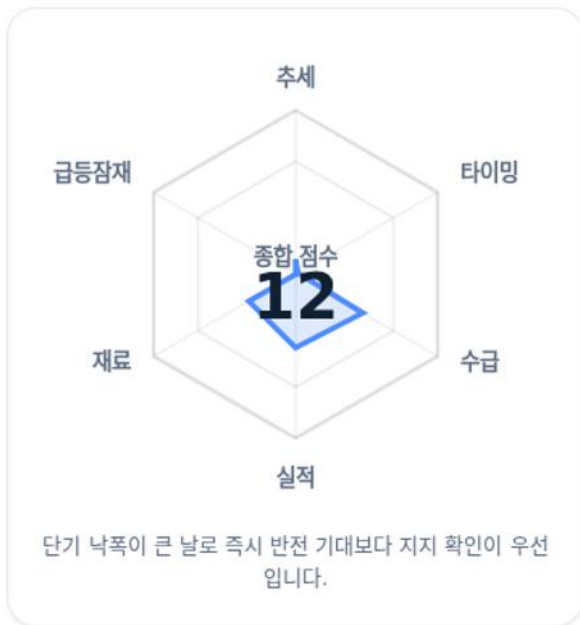 추세
급등잠재
타이밍
종합 점수
12
재료
수급
실적
단기 낙폭이 큰 날로 즉시 반전 기대보다 지지 확인이 우선
입니다.